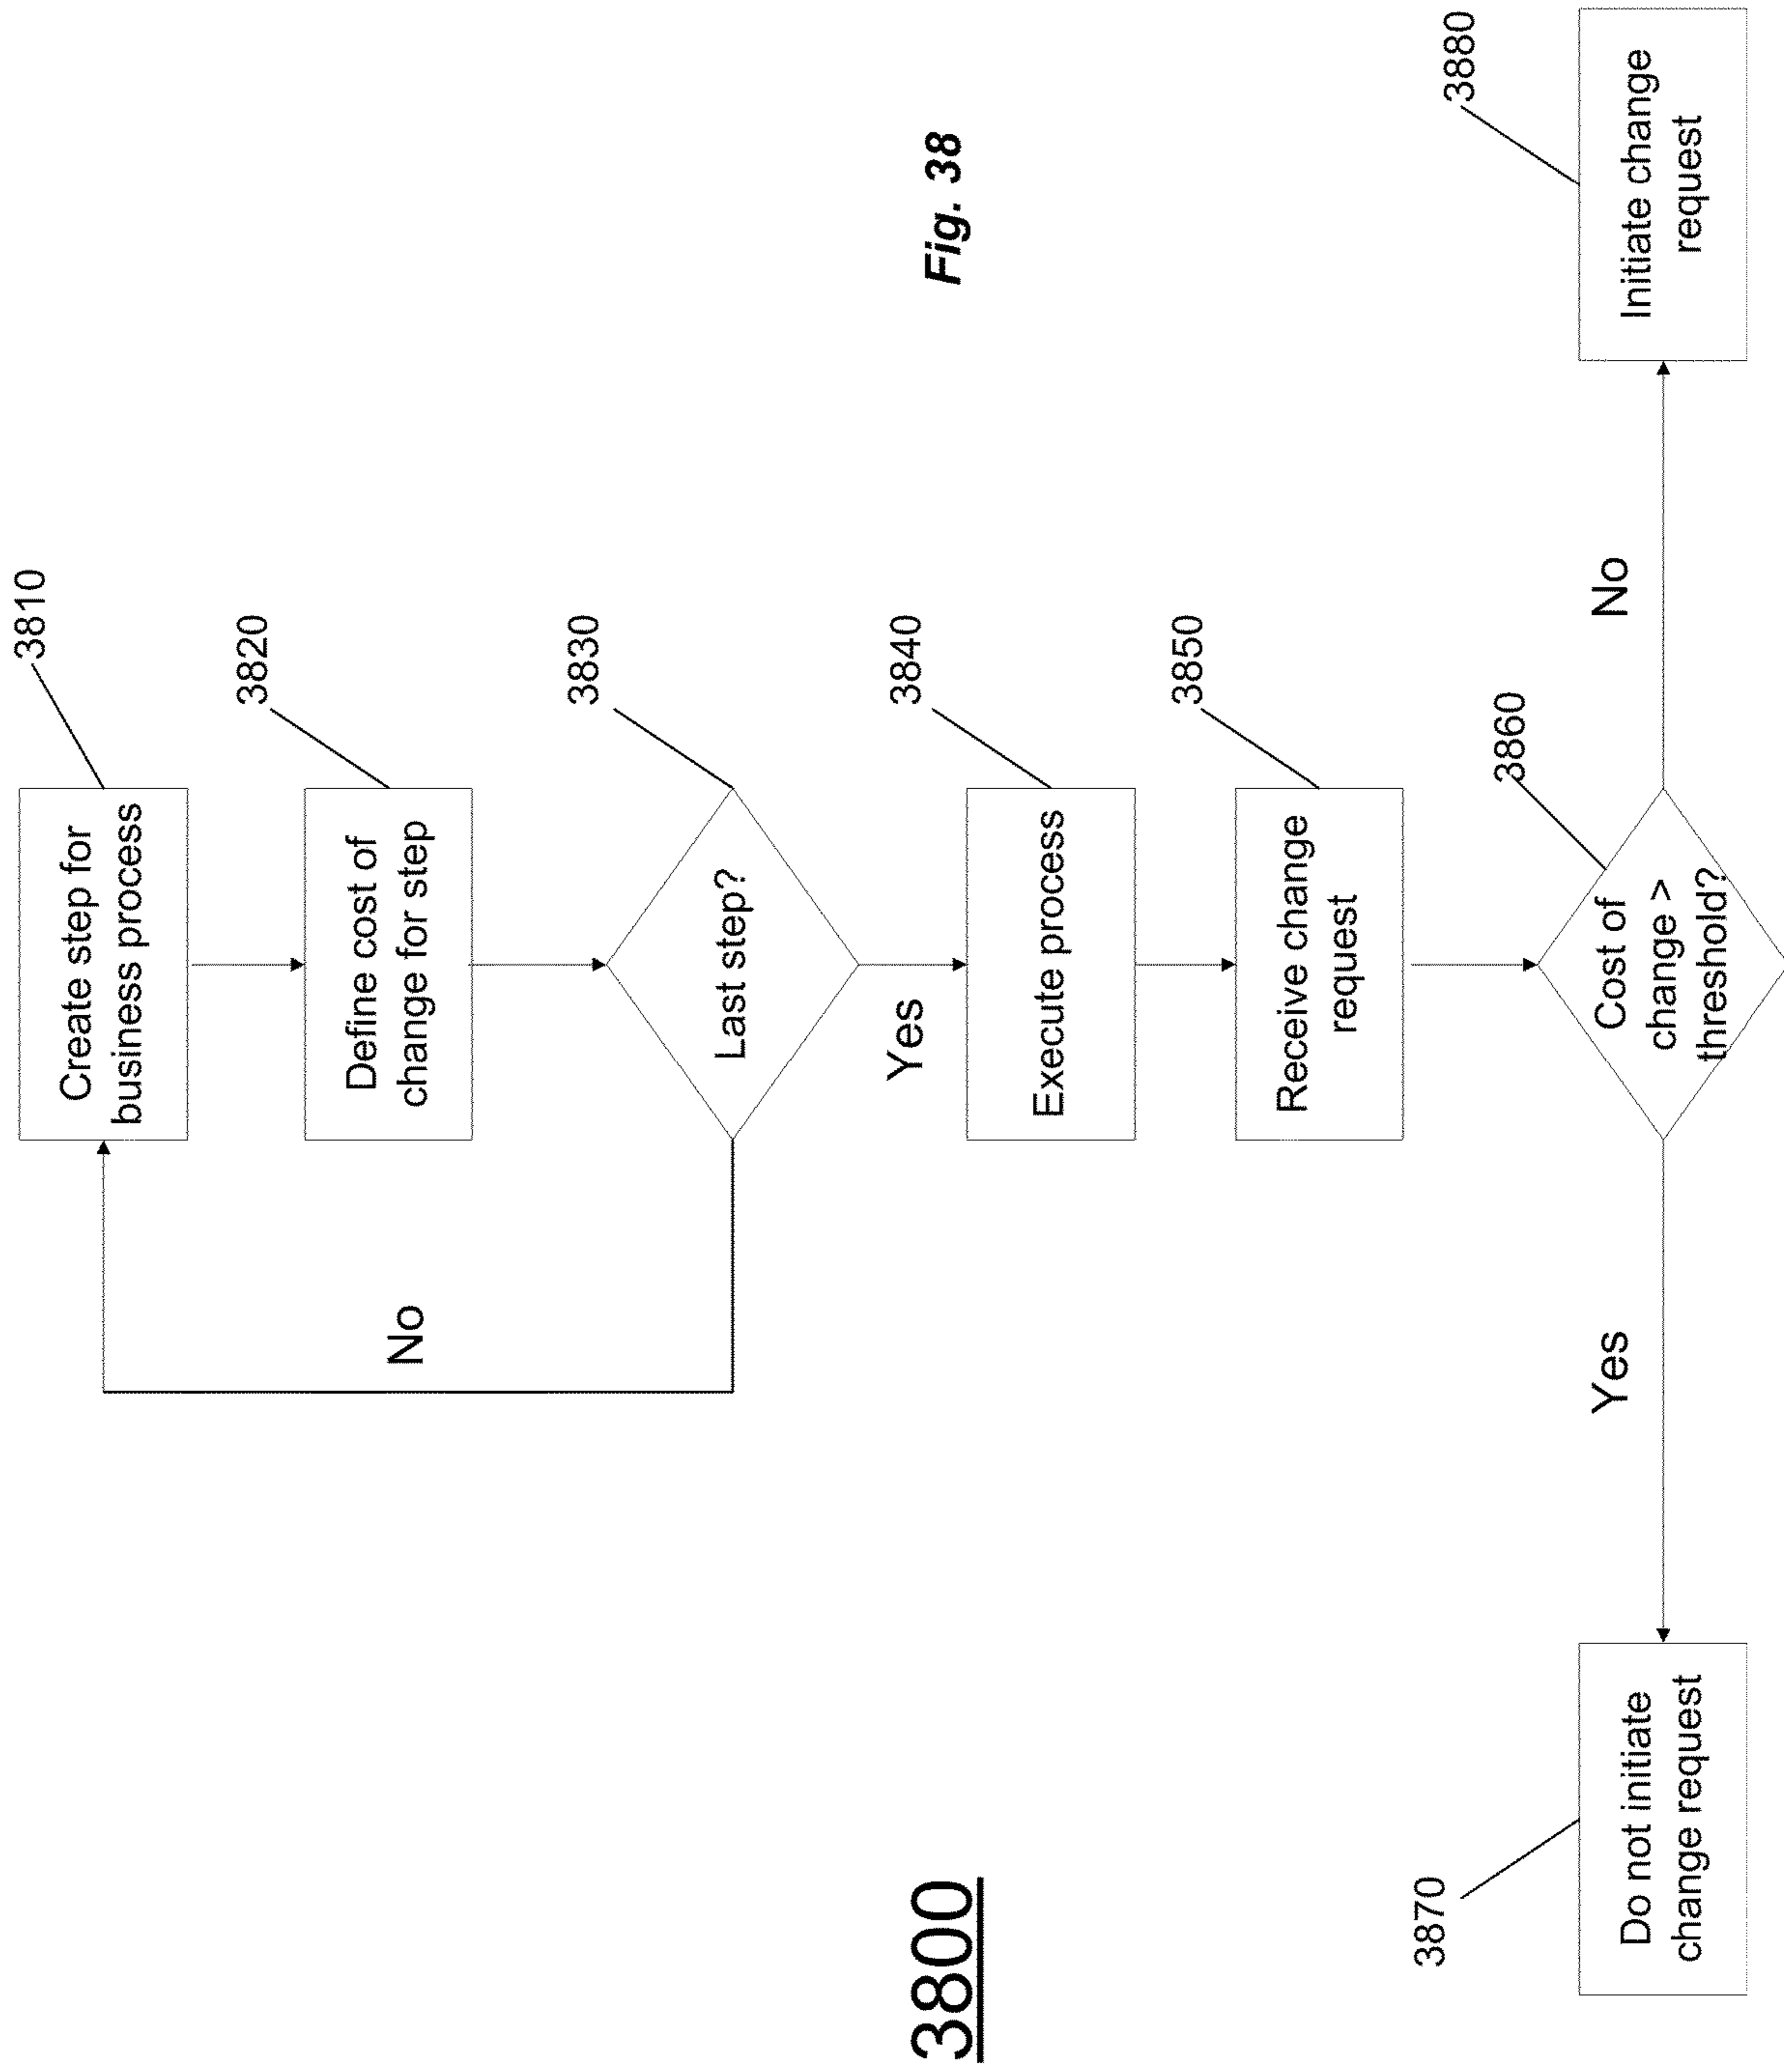 3800
Create step for
business process
3810
Define cost of
change for step
3820
Last step?
3830
No
Yes
Execute process
3840
Receive change
request
3850
Cost of
change >
threshold?
3860
Yes
No
Do not initiate
change request
3870
Initiate change
request
3880
Fig. 38